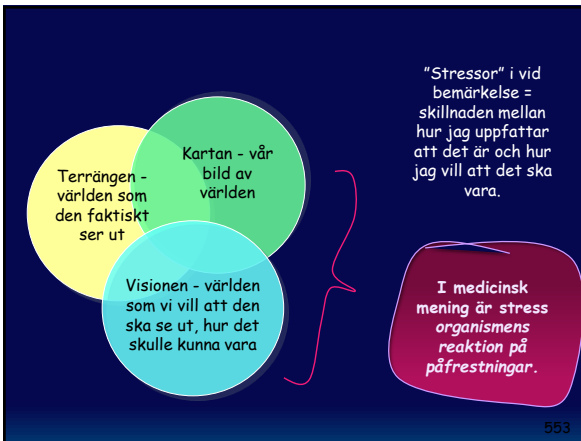 Terrängen -
världen som
den faktiskt
ser ut
Kartan - vår
bild av
världen
Visionen - världen
som vi vill att den
ska se ut, hur det
skulle kunna vara
"Stressor" i vid
bemärkelse =
skillnaden mellan
hur jag uppfattar
att det är och hur
jag vill att det ska
vara.
I medicinsk
mening är stress
organismens
reaktion på
påfrestningar.
553